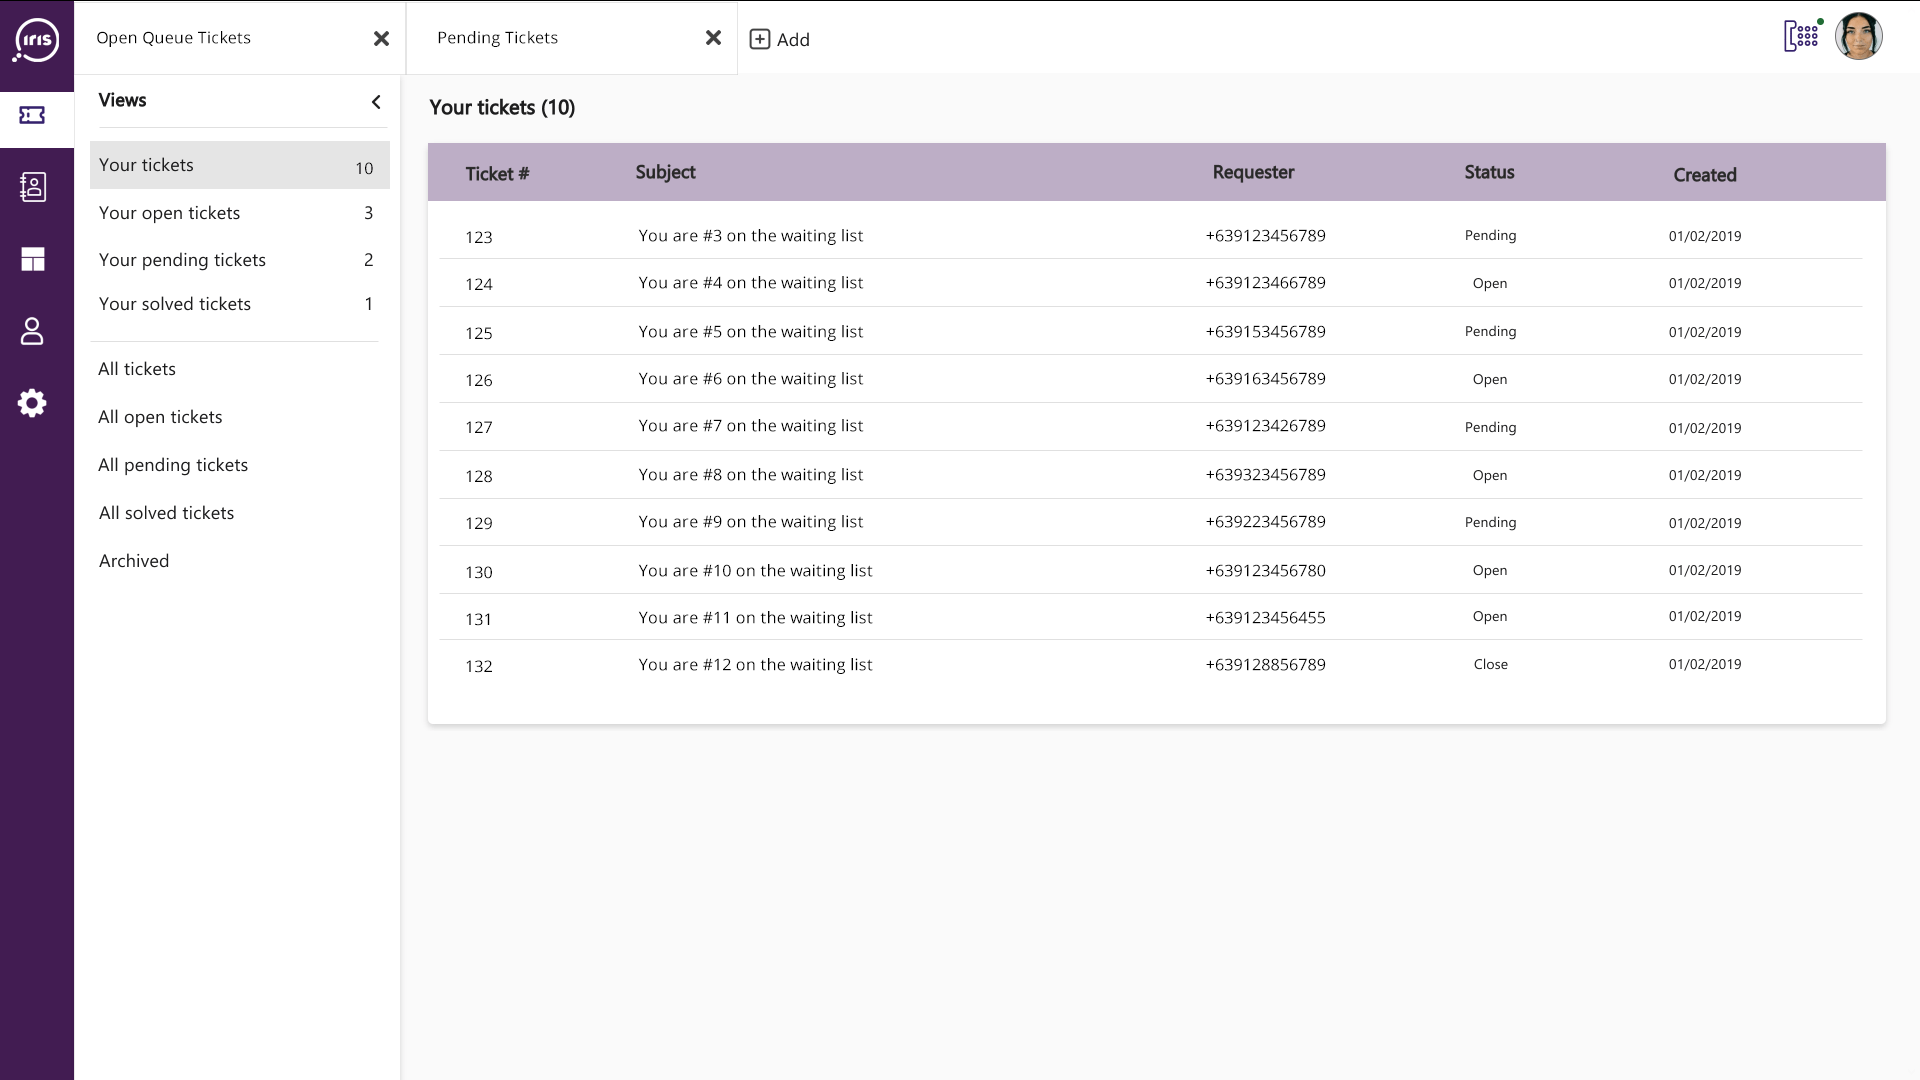 iris
Open Queue Tickets
Pending Tickets
Add
Views
Your tickets 10
Your open tickets 3
Your pending tickets 2
Your solved tickets 1
All tickets
All open tickets
All pending tickets
All solved tickets
Archived
Your tickets (10)
Ticket # Subject Requester Status Created
123 You are #3 on the waiting list +639123456789 Pending 01/02/2019
124 You are #4 on the waiting list +639123466789 Open 01/02/2019
125 You are #5 on the waiting list +639153456789 Pending 01/02/2019
126 You are #6 on the waiting list +639163456789 Open 01/02/2019
127 You are #7 on the waiting list +639123426789 Pending 01/02/2019
128 You are #8 on the waiting list +639323456789 Open 01/02/2019
129 You are #9 on the waiting list +639223456789 Pending 01/02/2019
130 You are #10 on the waiting list +639123456780 Open 01/02/2019
131 You are #11 on the waiting list +639123456455 Open 01/02/2019
132 You are #12 on the waiting list +639128856789 Close 01/02/2019